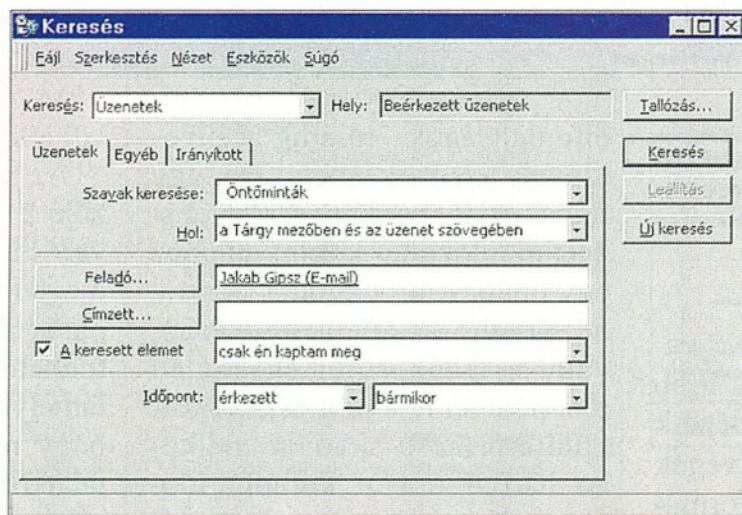 Keresés
Fájl Szerkesztés Nézet Eszközök Súgó
Keresés: Üzenetek Hely: Beérkezett üzenetek Tallózás...
Üzenetek Egyéb Irányított Keresés
Szavak keresése: Öntőminták Leállítás
Hol: a Tárgy mezőben és az üzenet szövegében Új keresés
Feladó... Jakab Gipsz (E-mail)
Címzett...
A keresett elemet csak én kaptam meg
Időpont: érkezett bármikor